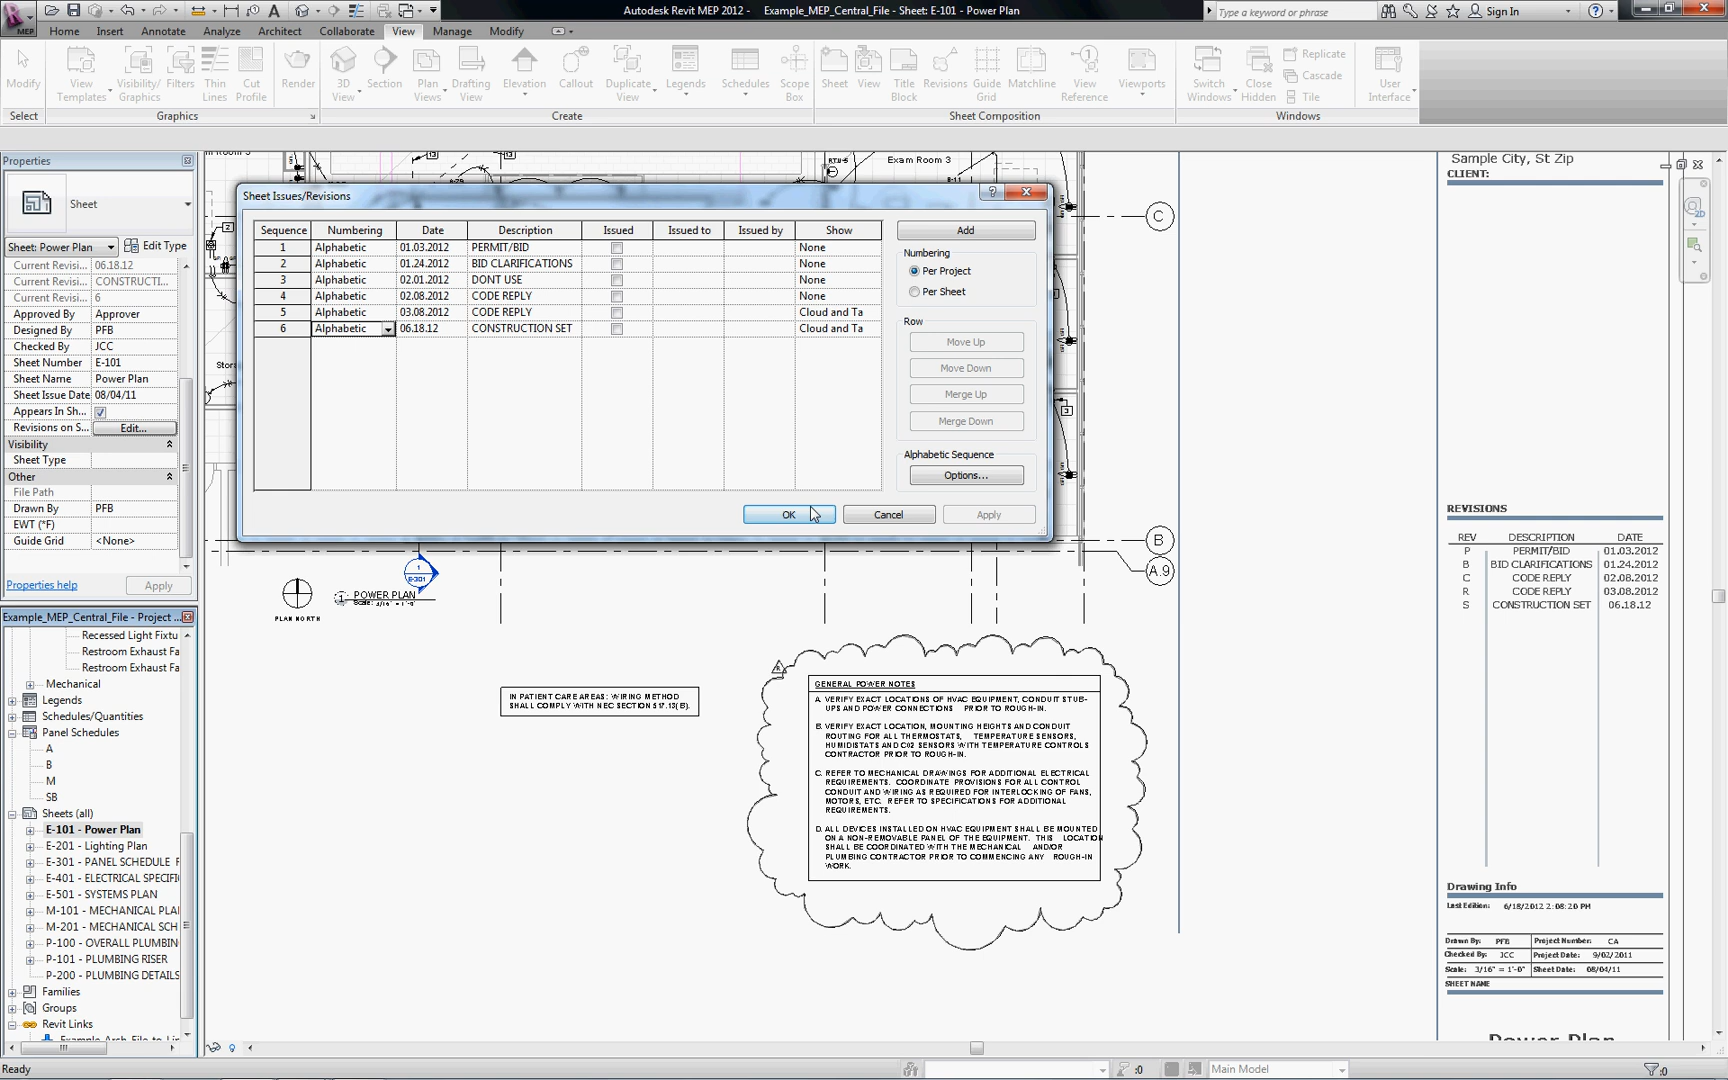 Autodesk Revit MEP 2012 - Example_MEP_Central_File - Sheet: E-101 - Power Plan
Type a keyword or phrase
Sign In
MEP
Home Insert Annotate Analyze Architect Collaborate View Manage Modify
Modify
View Templates
Visibility/ Graphics
Filters
Thin Lines
Cut Profile
Render
3D View
Section
Plan Views
Drafting View
Elevation
Callout
Duplicate View
Legends
Schedules
Scope Box
Sheet
View
Title Block
Revisions
Guide Grid
Matchline
View Reference
Viewports
Switch Windows
Close Hidden
Replicate
Cascade
Tile
User Interface
Select Graphics Create Sheet Composition Windows
Properties
Sheet
Sheet: Power Plan Edit Type
Current Revisi... 06.18.12
Current Revisi... CONSTRUCTI...
Current Revisi... 6
Approved By Approver
Designed By PFB
Checked By JCC
Sheet Number E-101
Sheet Name Power Plan
Sheet Issue Date 08/04/11
Appears In Sh...
Revisions on S... Edit...
Visibility
Sheet Type
Other
File Path
Drawn By PFB
EWT (°F)
Guide Grid <None>
Properties help Apply
Example_MEP_Central_File - Project ...
Recessed Light Fixtu
Restroom Exhaust Fa
Restroom Exhaust Fa
Mechanical
Legends
Schedules/Quantities
Panel Schedules
A
B
M
SB
Sheets (all)
E-101 - Power Plan
E-201 - Lighting Plan
E-301 - PANEL SCHEDULE
E-401 - ELECTRICAL SPECIFI
E-501 - SYSTEMS PLAN
M-101 - MECHANICAL PLA
M-201 - MECHANICAL SCH
P-100 - OVERALL PLUMBIN
P-101 - PLUMBING RISER
P-200 - PLUMBING DETAILS
Families
Groups
Revit Links
Ready
:0
Main Model
:0
Exam Room 3
RTU-5
Sheet Issues/Revisions
Sequence Numbering Date Description Issued Issued to Issued by Show
1 Alphabetic 01.03.2012 PERMIT/BID None
2 Alphabetic 01.24.2012 BID CLARIFICATIONS None
3 Alphabetic 02.01.2012 DONT USE None
4 Alphabetic 02.08.2012 CODE REPLY None
5 Alphabetic 03.08.2012 CODE REPLY Cloud and Ta
6 Alphabetic 06.18.12 CONSTRUCTION SET Cloud and Ta
Add
Numbering
Per Project
Per Sheet
Row
Move Up
Move Down
Merge Up
Merge Down
Alphabetic Sequence
Options...
OK Cancel Apply
C
B
A.9
PLAN NORTH
1
E-301
1 POWER PLAN
Scale: 3/16" = 1'-0"
IN PATIENT CARE AREAS: WIRING METHOD
SHALL COMPLY WITH NEC SECTION 517.13(B).
R
GENERAL POWER NOTES
A. VERIFY EXACT LOCATIONS OF HVAC EQUIPMENT, CONDUIT STUB-
UPS AND POWER CONNECTIONS PRIOR TO ROUGH-IN.
B. VERIFY EXACT LOCATION, MOUNTING HEIGHTS AND CONDUIT
ROUTING FOR ALL THERMOSTATS, TEMPERATURE SENSORS,
HUMIDISTATS AND CO2 SENSORS WITH TEMPERATURE CONTROLS
CONTRACTOR PRIOR TO ROUGH-IN.
C. REFER TO MECHANICAL DRAWINGS FOR ADDITIONAL ELECTRICAL
REQUIREMENTS. COORDINATE PROVISIONS FOR ALL CONTROL
CONDUIT AND WIRING AS REQUIRED FOR INTERLOCKING OF FANS,
MOTORS, ETC. REFER TO SPECIFICATIONS FOR ADDITIONAL
REQUIREMENTS.
D. ALL DEVICES INSTALLED ON HVAC EQUIPMENT SHALL BE MOUNTED
ON A NON-REMOVABLE PANEL OF THE EQUIPMENT. THIS LOCATION
SHALL BE COORDINATED WITH THE MECHANICAL AND/OR
PLUMBING CONTRACTOR PRIOR TO COMMENCING ANY ROUGH-IN
WORK.
Sample City, St Zip
CLIENT:
REVISIONS
REV DESCRIPTION DATE
P PERMIT/BID 01.03.2012
B BID CLARIFICATIONS 01.24.2012
C CODE REPLY 02.08.2012
R CODE REPLY 03.08.2012
S CONSTRUCTION SET 06.18.12
Drawing Info
Last Edition: 6/18/2012 2:08:20 PM
Drawn By: PFB Project Number: CA
Checked By: JCC Project Date: 9/02/2011
Scale: 3/16" = 1'-0" Sheet Date: 08/04/11
SHEET NAME
Power Plan